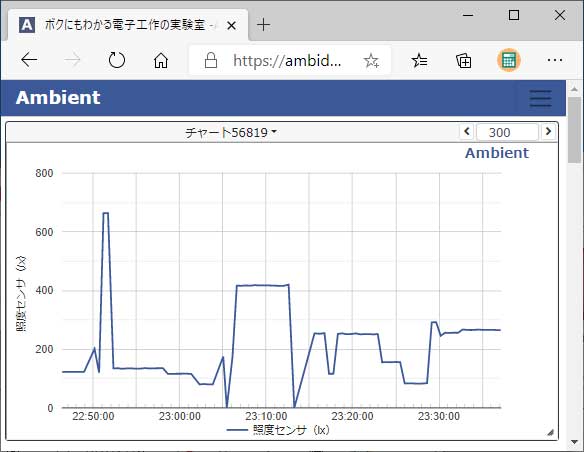 ボクにもわかる電子工作の実験室 -A
https://ambid...
Ambient
チャート56819
300
Ambient
800
600
400
200
0
照度センサ (lx)
22:50:00 23:00:00 23:10:00 23:20:00 23:30:00
照度センサ (lx)